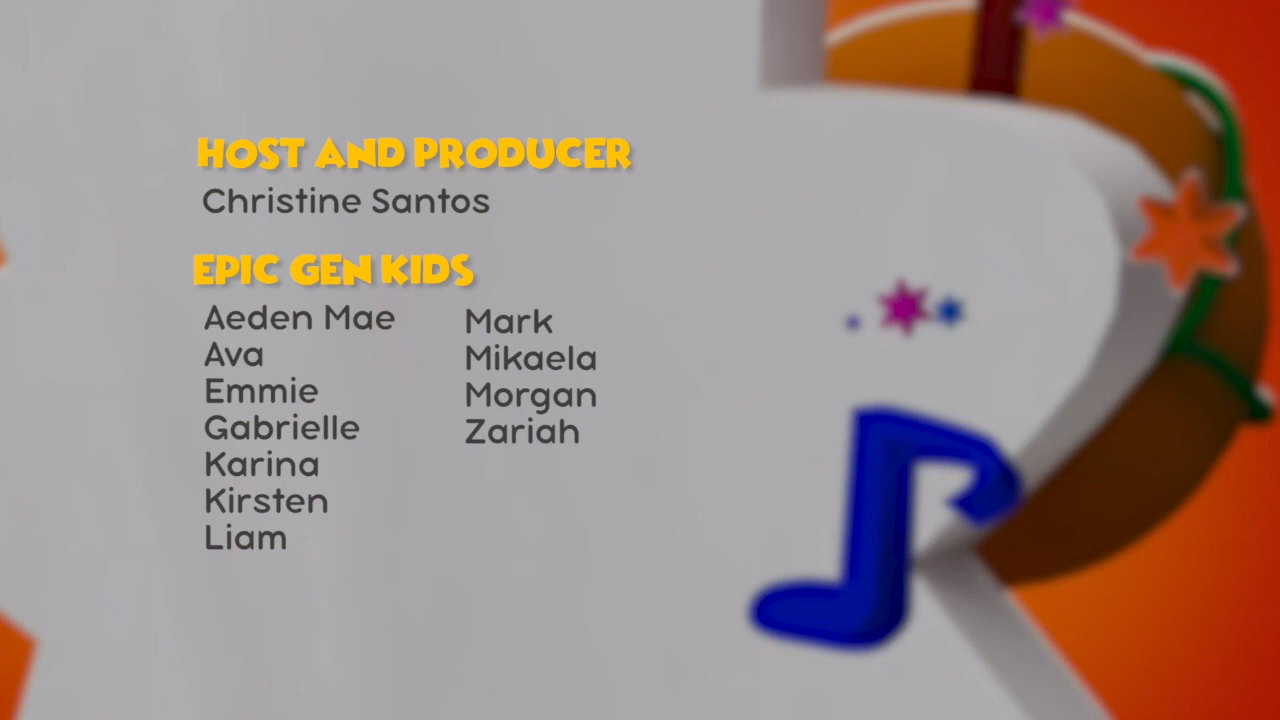 HOST AND PRODUCER
Christine Santos
EPIC GEN KIDS
Aeden Mae
Ava
Emmie
Gabrielle
Karina
Kirsten
Liam
Mark
Mikaela
Morgan
Zariah